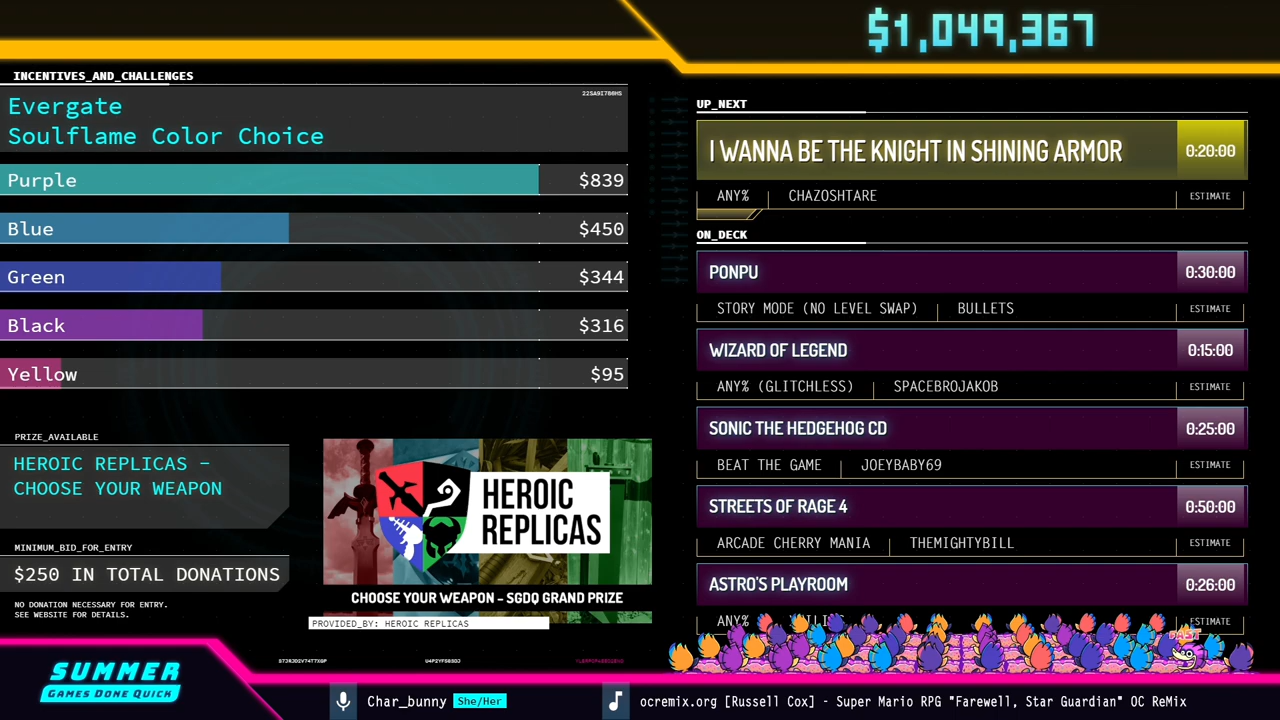 $1,049,367
INCENTIVES_AND_CHALLENGES
Evergate
Soulflame Color Choice
Purple $839
Blue $450
Green $344
Black $316
Yellow $95
PRIZE_AVAILABLE
HEROIC REPLICAS –
CHOOSE YOUR WEAPON
MINIMUM_BID_FOR_ENTRY
$250 IN TOTAL DONATIONS
NO DONATION NECESSARY FOR ENTRY.
SEE WEBSITE FOR DETAILS.
HEROIC
REPLICAS
CHOOSE YOUR WEAPON – SGDQ GRAND PRIZE
PROVIDED_BY: HEROIC REPLICAS
UP_NEXT
I WANNA BE THE KNIGHT IN SHINING ARMOR 0:20:00
ANY% CHAZOSHTARE ESTIMATE
ON_DECK
PONPU 0:30:00
STORY MODE (NO LEVEL SWAP) BULLETS ESTIMATE
WIZARD OF LEGEND 0:15:00
ANY% (GLITCHLESS) SPACEBROJAKOB ESTIMATE
SONIC THE HEDGEHOG CD 0:25:00
BEAT THE GAME JOEYBABY69 ESTIMATE
STREETS OF RAGE 4 0:50:00
ARCADE CHERRY MANIA THEMIGHTYBILL ESTIMATE
ASTRO'S PLAYROOM 0:26:00
ANY% ESTIMATE
SUMMER
GAMES DONE QUICK
Char_bunny She/Her
ocremix.org [Russell Cox] - Super Mario RPG "Farewell, Star Guardian" OC ReMix